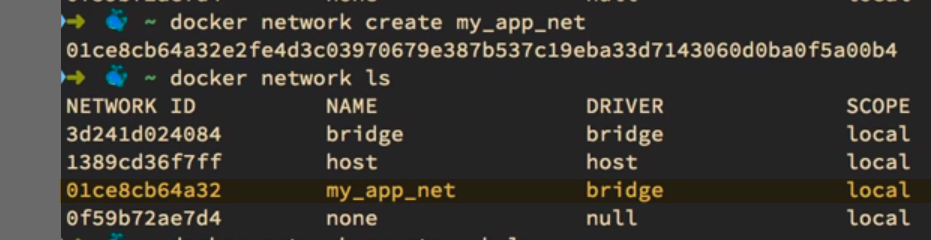 ~ docker network create my_app_net
01ce8cb64a32e2fe4d3c03970679e387b537c19eba33d7143060d0ba0f5a00b4
~ docker network ls
NETWORK ID NAME DRIVER SCOPE
3d241d024084 bridge bridge local
1389cd36f7ff host host local
01ce8cb64a32 my_app_net bridge local
0f59b72ae7d4 none null local